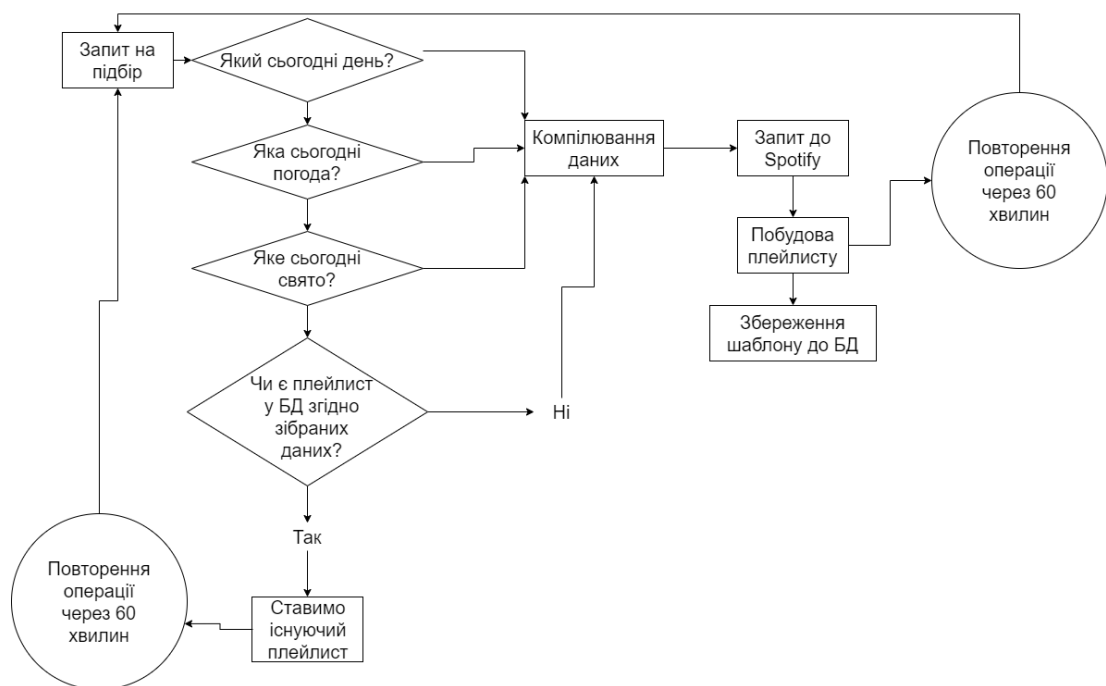 Запит на
підбір
Який сьогодні день?
Яка сьогодні
погода?
Яке сьогодні
свято?
Чи є плейлист
у БД згідно
зібраних
даних?
Ні
Так
Ставимо
існуючий
плейлист
Повторення
операції
через 60
хвилин
Компілювання
даних
Запит до
Spotify
Побудова
плейлисту
Збереження
шаблону до БД
Повторення
операції
через 60
хвилин